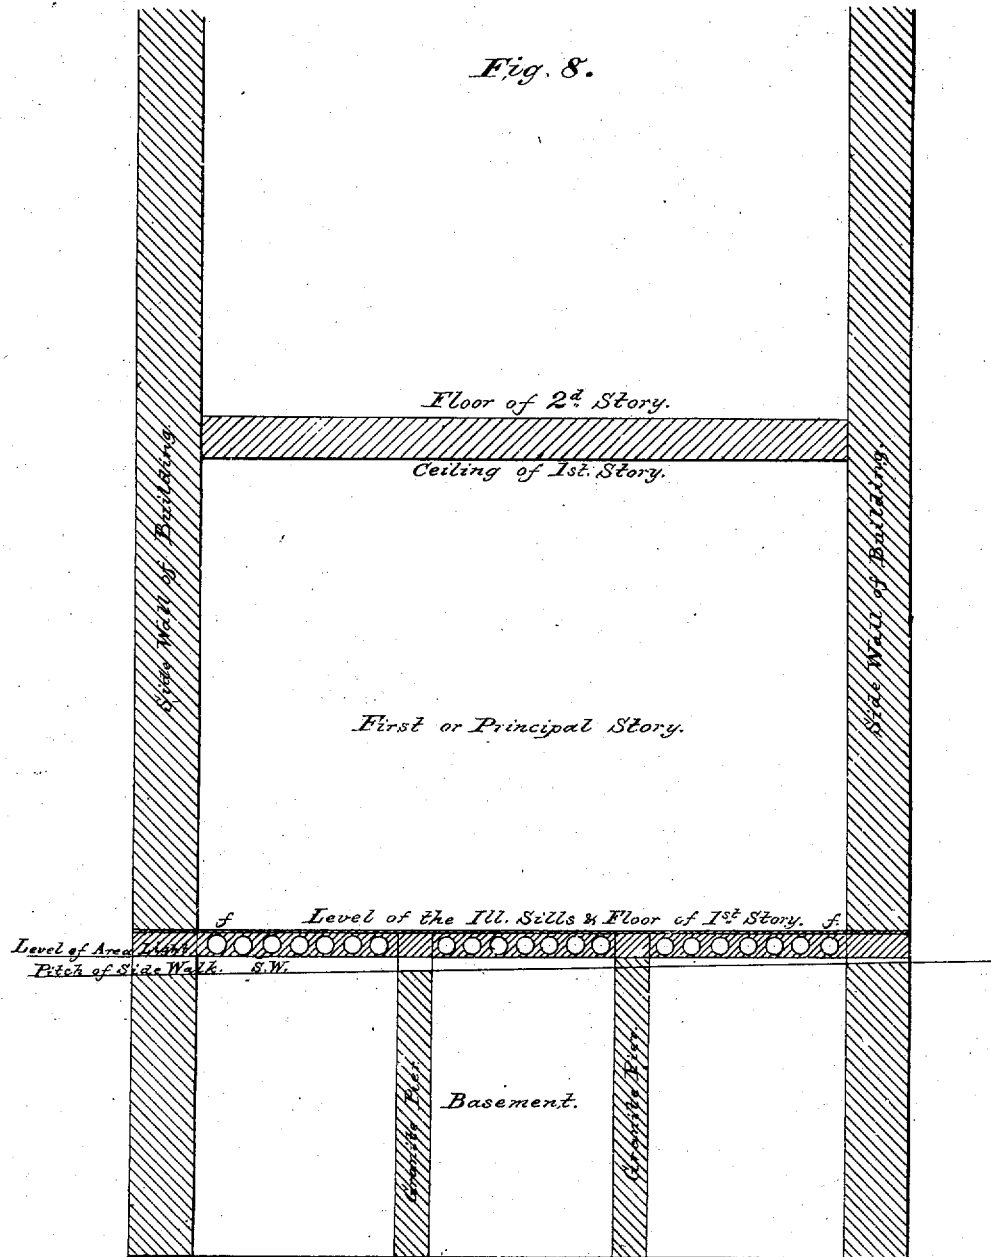 Fig. 8.
Floor of 2d Story.
Ceiling of 1st. Story.
Side Wall of Building.
Side Wall of Building.
First or Principal Story.
f Level of the Ill. Sills & Floor of 1st Story. f.
Level of Area Light
Pitch of Side Walk. S.W.
Granite Pier.
Basement.
Granite Pier.